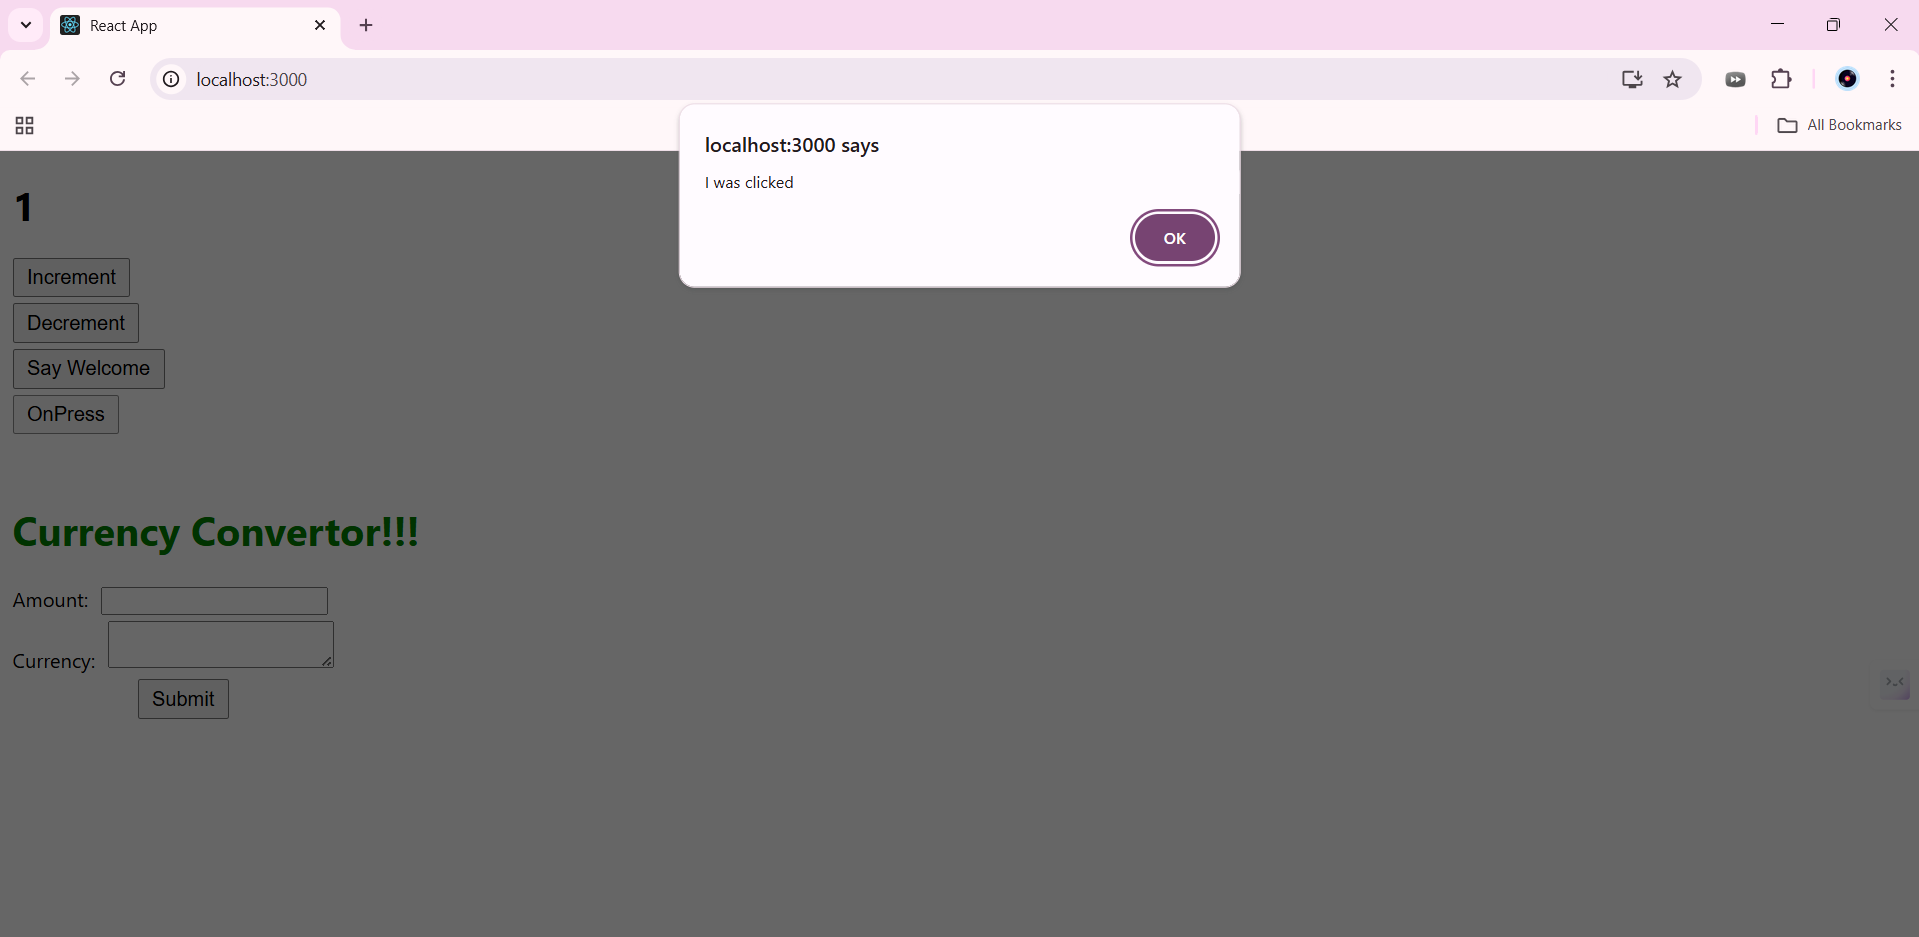 React App
localhost:3000
All Bookmarks
localhost:3000 says
I was clicked
OK
1
Increment
Decrement
Say Welcome
OnPress
Currency Convertor!!!
Amount:
Currency:
Submit